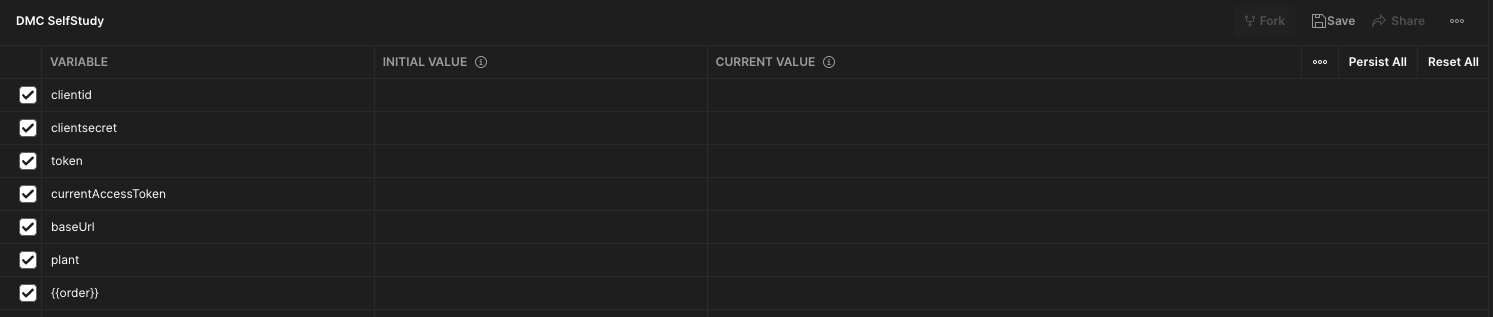 DMC SelfStudy Fork Save Share
VARIABLE INITIAL VALUE CURRENT VALUE Persist All Reset All
clientid
clientsecret
token
currentAccessToken
baseUrl
plant
{{order}}